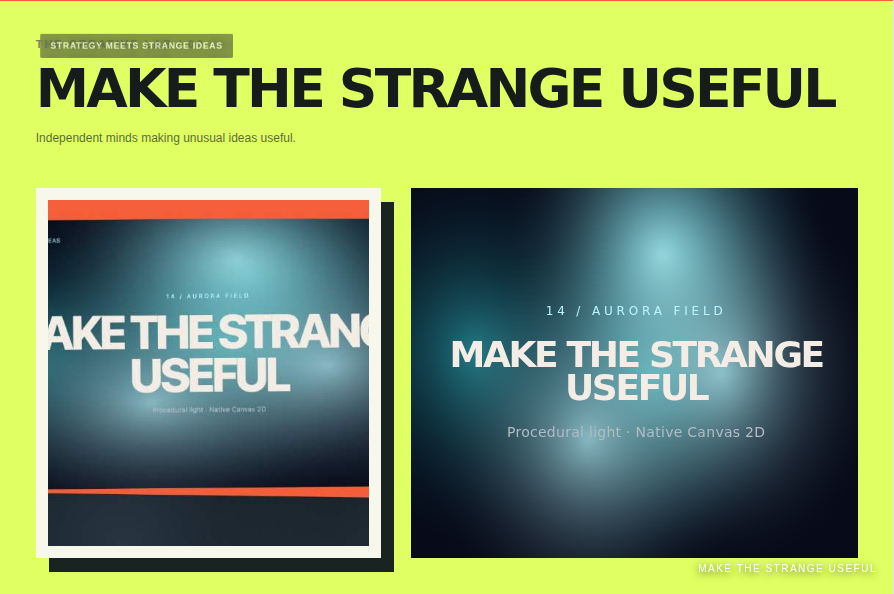 STRATEGY MEETS STRANGE IDEAS
MAKE THE STRANGE USEFUL
Independent minds making unusual ideas useful.
EAS
14 / AURORA FIELD
AKE THE STRANG
USEFUL
Procedural light · Native Canvas 2D
14 / AURORA FIELD
MAKE THE STRANGE
USEFUL
Procedural light · Native Canvas 2D
MAKE THE STRANGE USEFUL